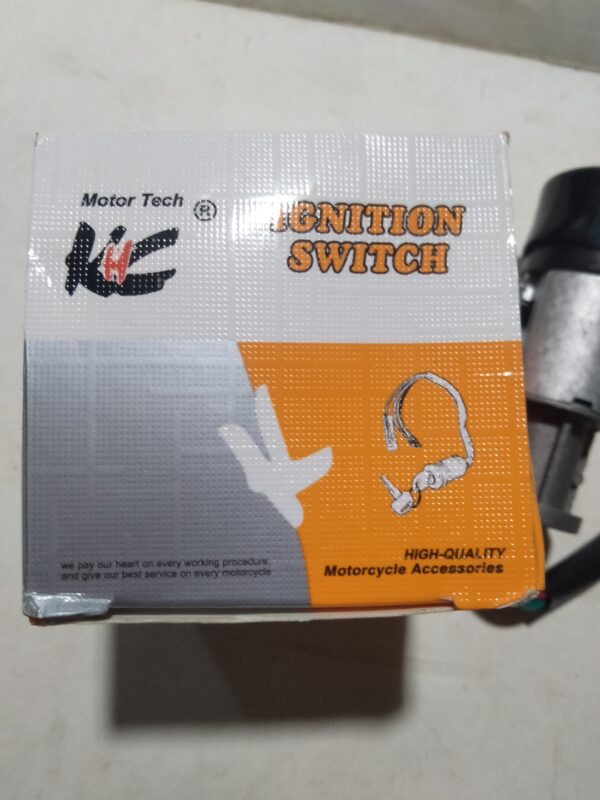 Motor Tech
®
KHC
IGNITION
SWITCH
HIGH-QUALITY
Motorcycle Accessories
we pay our heart on every working procedure,
and give our best service on every motorcycle